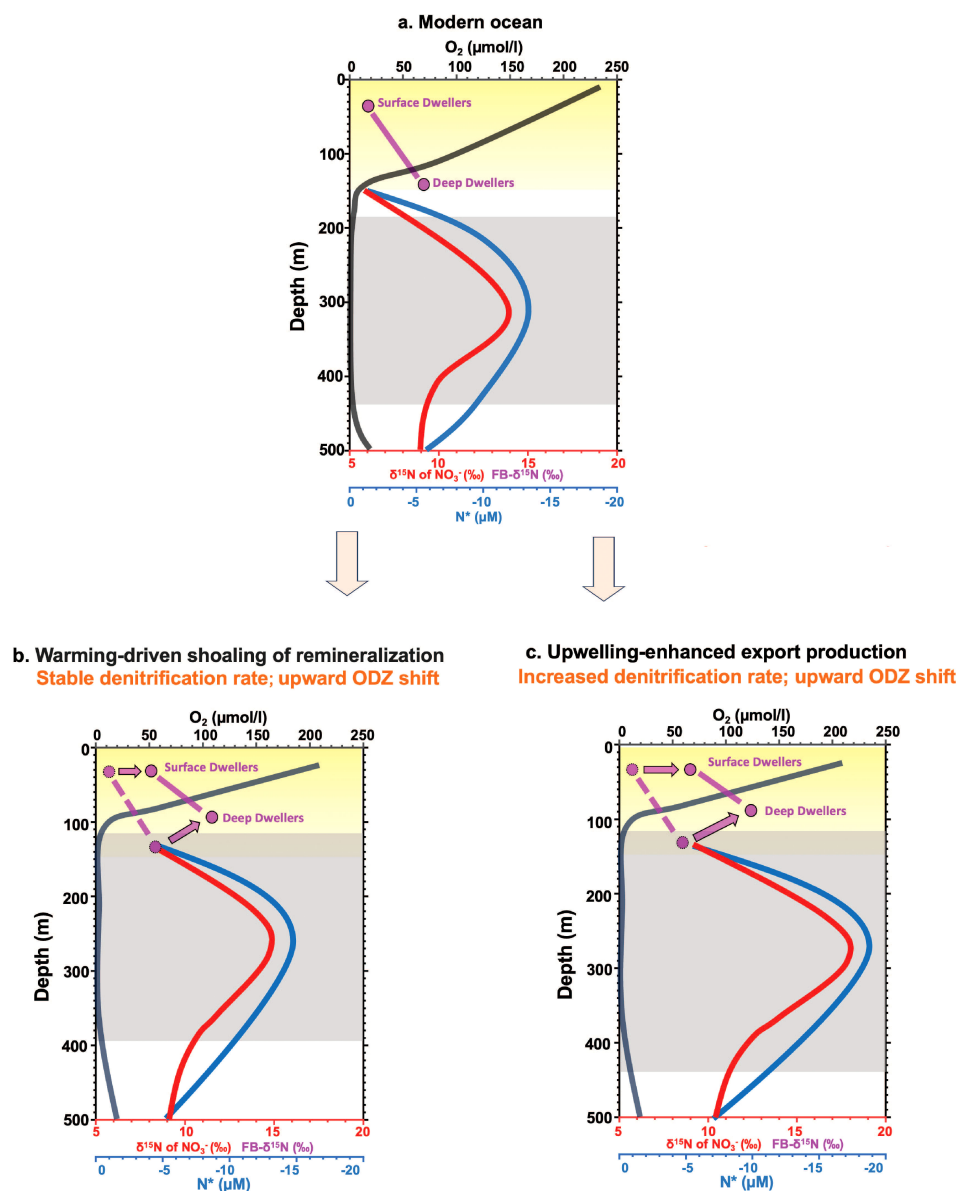 a. Modern ocean
O₂ (µmol/l)
0 50 100 150 200 250
0
100
200
300
400
500
Depth (m)
Surface Dwellers
Deep Dwellers
5 10 15 20
δ¹⁵N of NO₃⁻ (‰) FB-δ¹⁵N (‰)
0 -5 -10 -15 -20
N* (µM)
b. Warming-driven shoaling of remineralization
Stable denitrification rate; upward ODZ shift
O₂ (µmol/l)
0 50 100 150 200 250
0
100
200
300
400
500
Depth (m)
Surface Dwellers
Deep Dwellers
5 10 15 20
δ¹⁵N of NO₃⁻ (‰) FB-δ¹⁵N (‰)
0 -5 -10 -15 -20
N* (µM)
c. Upwelling-enhanced export production
Increased denitrification rate; upward ODZ shift
O₂ (µmol/l)
0 50 100 150 200 250
0
100
200
300
400
500
Depth (m)
Surface Dwellers
Deep Dwellers
5 10 15 20
δ¹⁵N of NO₃⁻ (‰) FB-δ¹⁵N (‰)
0 -5 -10 -15 -20
N* (µM)